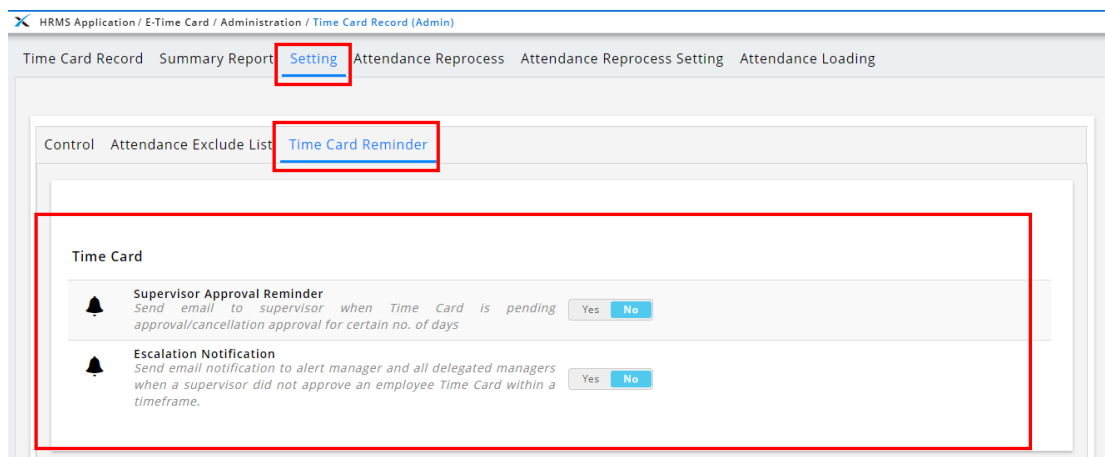 HRMS Application / E-Time Card / Administration / Time Card Record (Admin)
Time Card Record Summary Report Setting Attendance Reprocess Attendance Reprocess Setting Attendance Loading
Control Attendance Exclude List Time Card Reminder
Time Card
Supervisor Approval Reminder
Send email to supervisor when Time Card is pending
approval/cancellation approval for certain no. of days
Yes No
Escalation Notification
Send email notification to alert manager and all delegated managers
when a supervisor did not approve an employee Time Card within a
timeframe.
Yes No